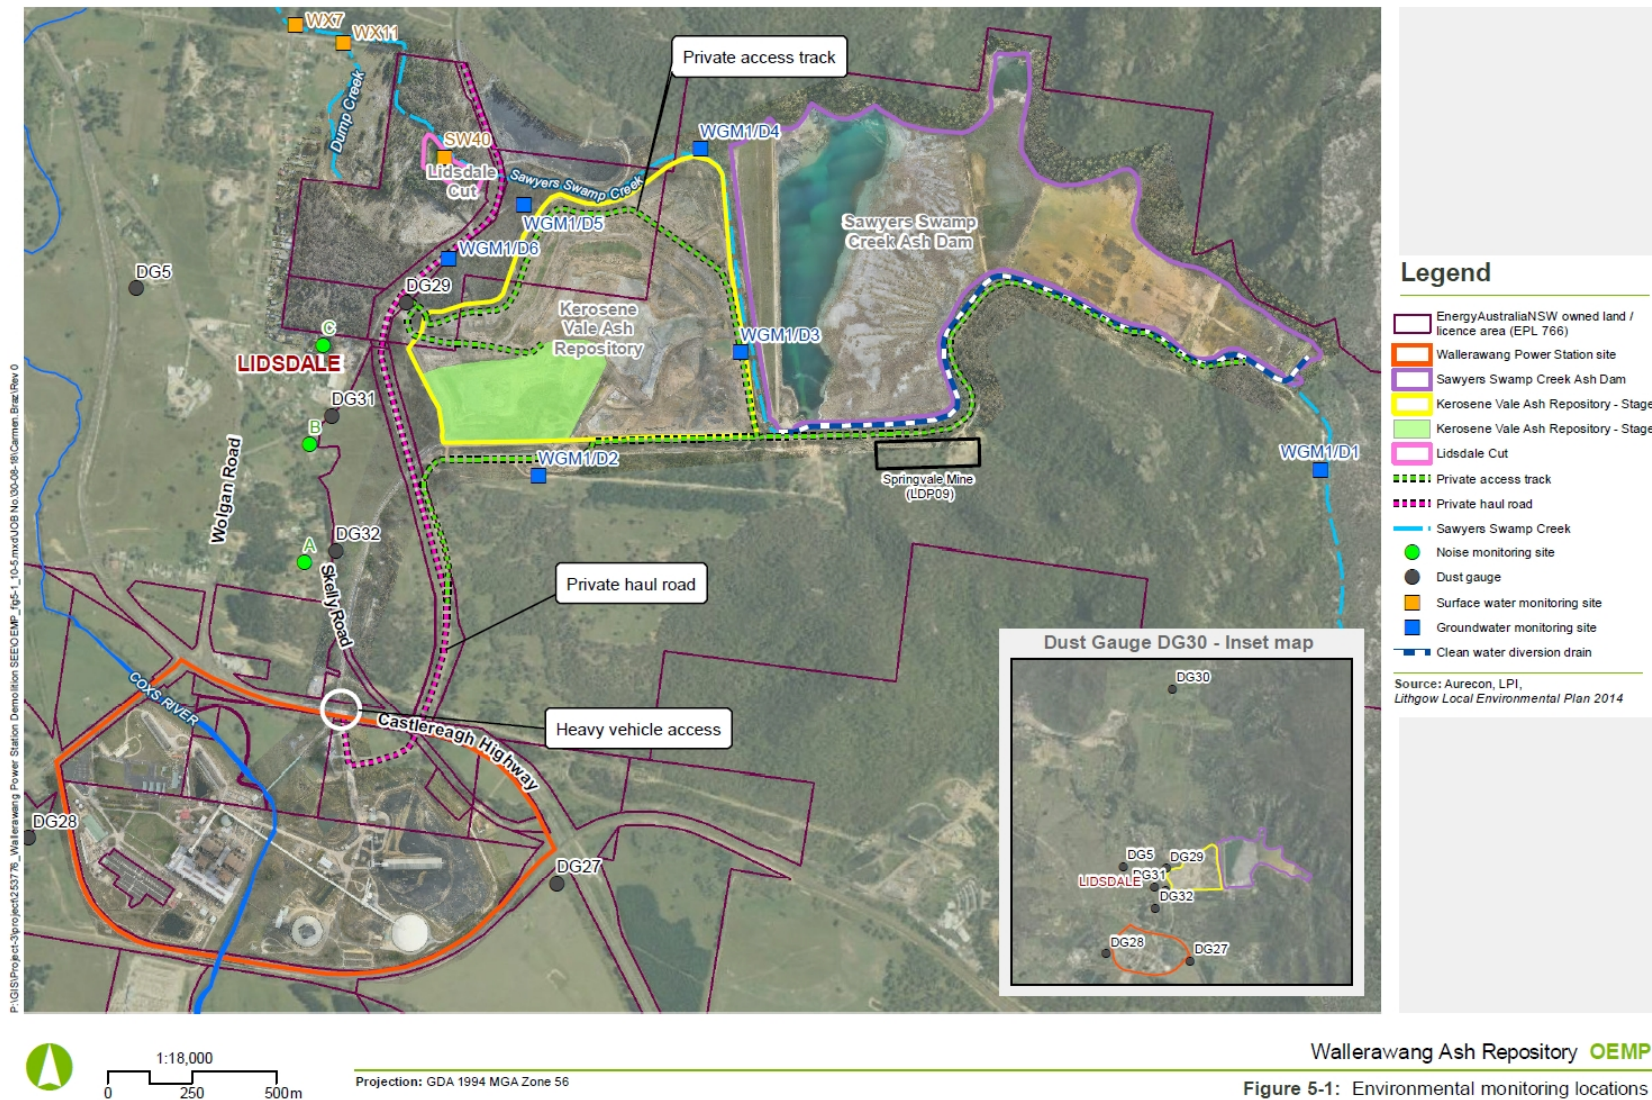 WX7
WX11
Private access track
Dump Creek
SW40
Lidsdale
Cut
WGM1/D4
Sawyers Swamp Creek
WGM1/D5
Sawyers Swamp
Creek Ash Dam
WGM1/D6
DG5
DG29
Kerosene
Vale Ash
Repository
C
LIDSDALE
WGM1/D3
DG31
B
Wolgan Road
WGM1/D2
Springvale Mine
(LDP09)
WGM1/D1
DG32
A
Skelly Road
Private haul road
COXS RIVER
Castlereagh Highway
Heavy vehicle access
DG28
DG27
Dust Gauge DG30 - Inset map
DG30
DG5
DG29
DG31
LIDSDALE
DG32
DG28
DG27
Legend
EnergyAustraliaNSW owned land /
licence area (EPL 766)
Wallerawang Power Station site
Sawyers Swamp Creek Ash Dam
Kerosene Vale Ash Repository - Stage
Kerosene Vale Ash Repository - Stage
Lidsdale Cut
Private access track
Private haul road
Sawyers Swamp Creek
Noise monitoring site
Dust gauge
Surface water monitoring site
Groundwater monitoring site
Clean water diversion drain
Source: Aurecon, LPI,
Lithgow Local Environmental Plan 2014
1:18,000
0 250 500m
Projection: GDA 1994 MGA Zone 56
Wallerawang Ash Repository OEMP
Figure 5-1: Environmental monitoring locations